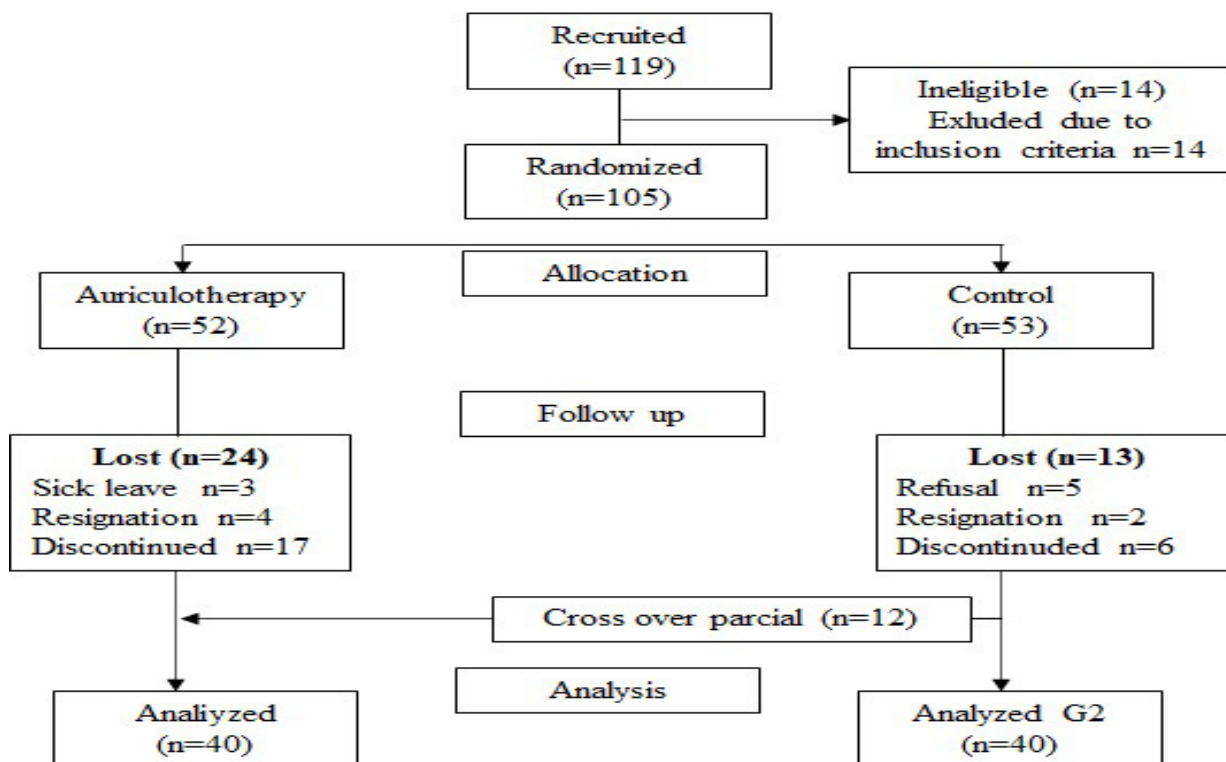 Recruited
(n=119)
Ineligible (n=14)
Exluded due to
inclusion criteria n=14
Randomized
(n=105)
Allocation
Auriculotherapy
(n=52)
Control
(n=53)
Follow up
Lost (n=24)
Sick leave n=3
Resignation n=4
Discontinued n=17
Lost (n=13)
Refusal n=5
Resignation n=2
Discontinuded n=6
Cross over parcial (n=12)
Analysis
Analiyzed
(n=40)
Analyzed G2
(n=40)